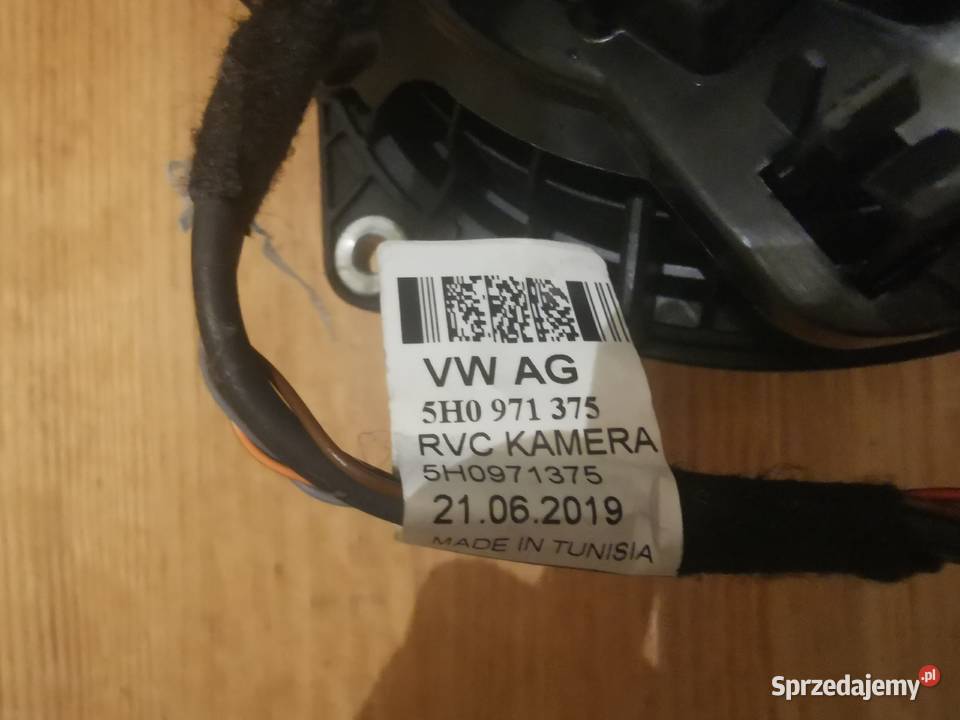 VW AG
5H0 971 375
RVC KAMERA
5H0971375
21.06.2019
MADE IN TUNISIA
Sprzedajemy.pl